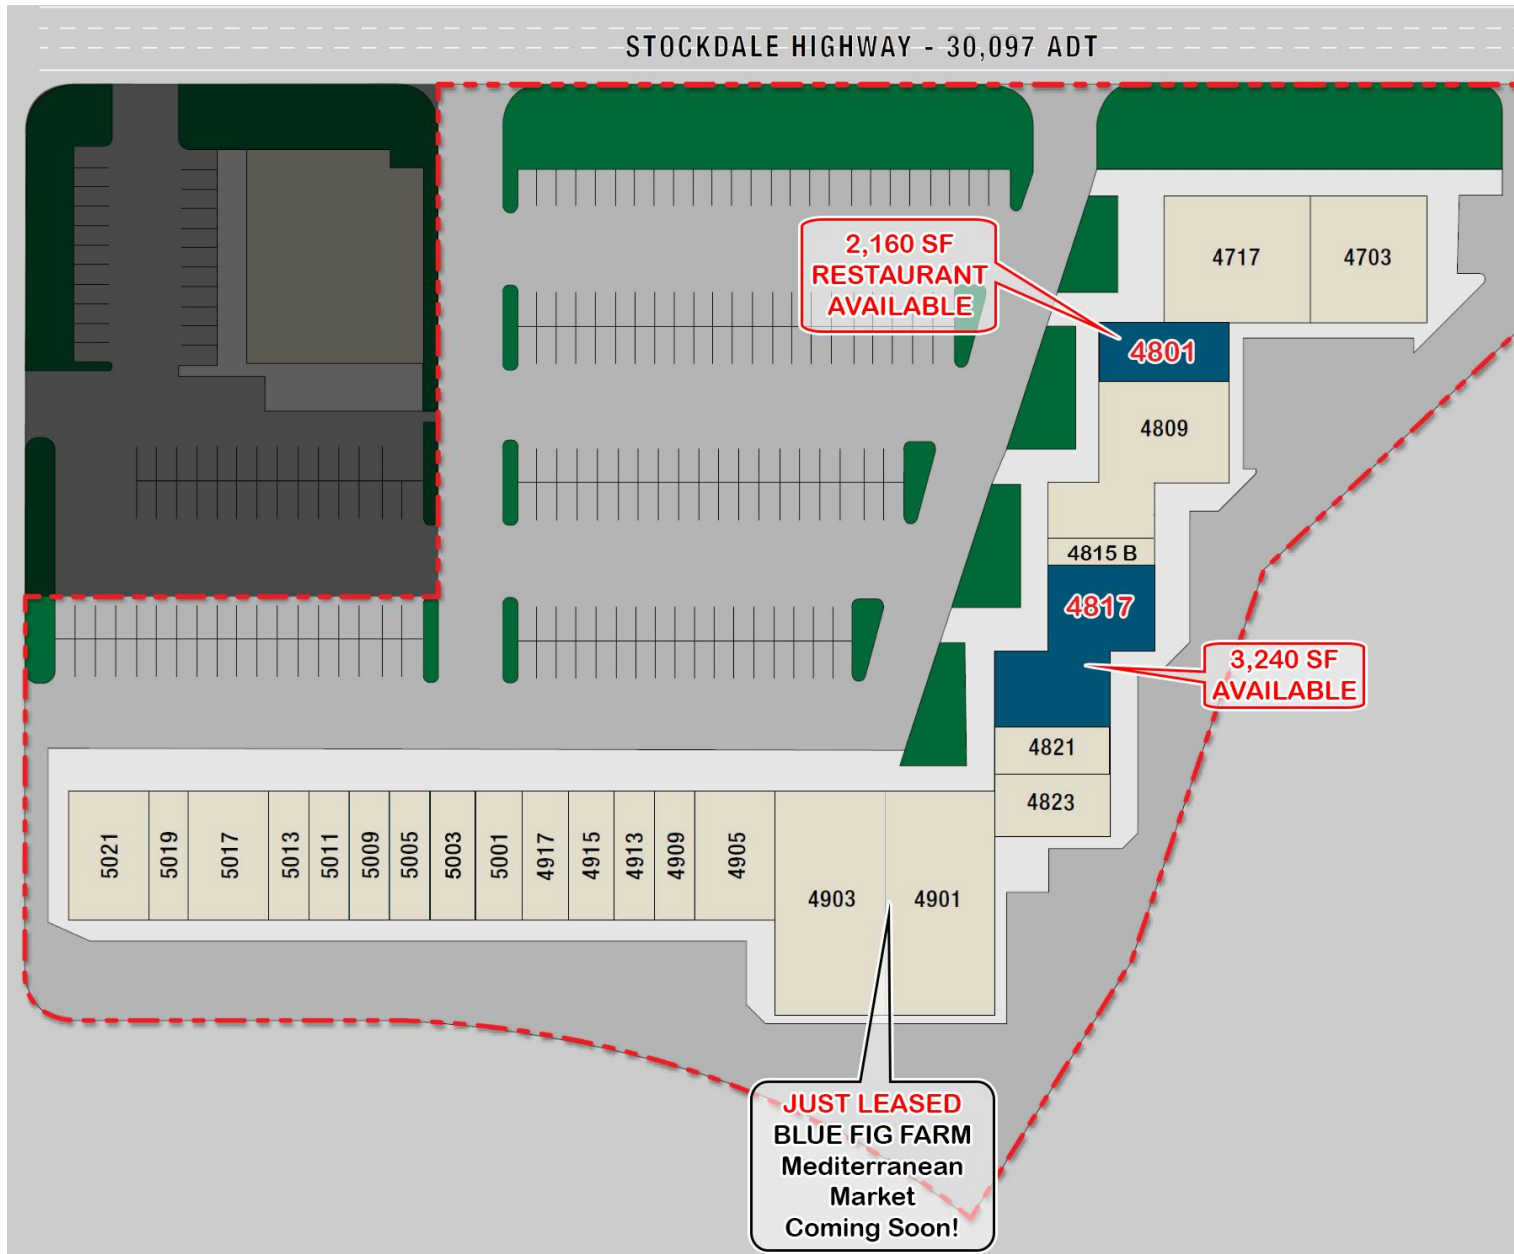 STOCKDALE HIGHWAY - 30,097 ADT
2,160 SF
RESTAURANT
AVAILABLE
4717
4703
4801
4809
4815 B
4817
3,240 SF
AVAILABLE
4821
4823
5021
5019
5017
5013
5011
5009
5005
5003
5001
4917
4915
4913
4909
4905
4903
4901
JUST LEASED
BLUE FIG FARM
Mediterranean
Market
Coming Soon!